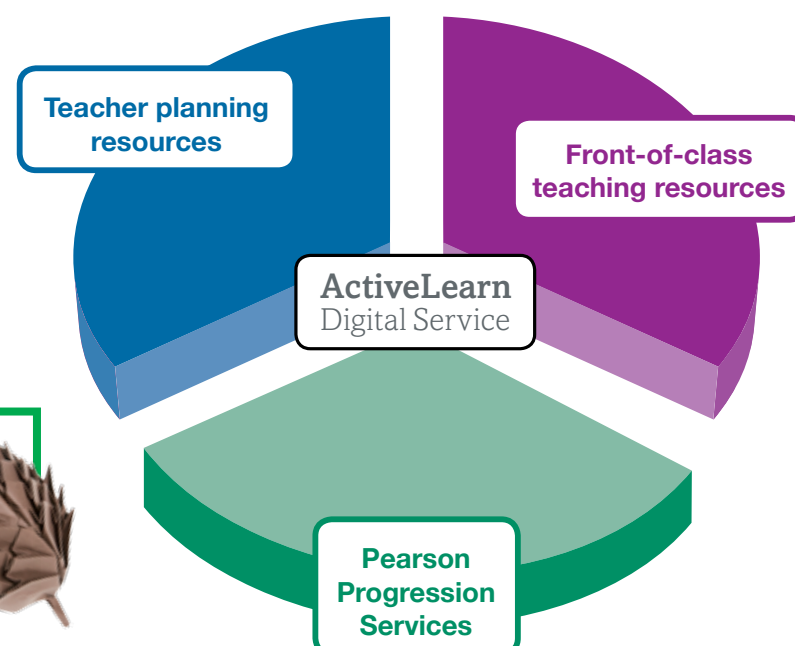 Teacher planning
resources
Front-of-class
teaching resources
ActiveLearn
Digital Service
Pearson
Progression
Services